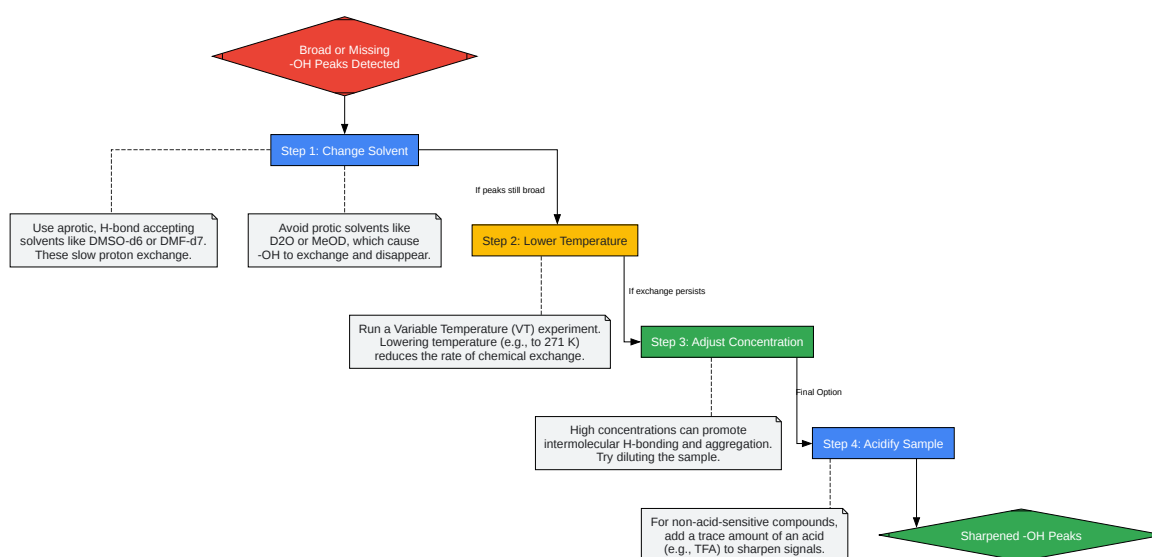 Broad or Missing
-OH Peaks Detected
Step 1: Change Solvent
If peaks still broad
Use aprotic, H-bond accepting
solvents like DMSO-d6 or DMF-d7.
These slow proton exchange.
Avoid protic solvents like
D2O or MeOD, which cause
-OH to exchange and disappear.
Step 2: Lower Temperature
If exchange persists
Run a Variable Temperature (VT) experiment.
Lowering temperature (e.g., to 271 K)
reduces the rate of chemical exchange.
Step 3: Adjust Concentration
Final Option
High concentrations can promote
intermolecular H-bonding and aggregation.
Try diluting the sample.
Step 4: Acidify Sample
For non-acid-sensitive compounds,
add a trace amount of an acid
(e.g., TFA) to sharpen signals.
Sharpened -OH Peaks